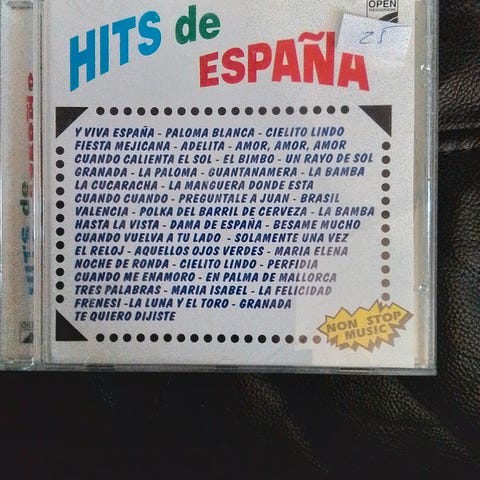 OPEN
RECORDS
25
HITS de
ESPAÑA
Y VIVA ESPAÑA - PALOMA BLANCA - CIELITO LINDO
FIESTA MEJICANA - ADELITA - AMOR, AMOR, AMOR
CUANDO CALIENTA EL SOL - EL BIMBO - UN RAYO DE SOL
GRANADA - LA PALOMA - GUANTANAMERA - LA BAMBA
LA CUCARACHA - LA MANGUERA DONDE ESTA
CUANDO CUANDO - PREGUNTALE A JUAN - BRASIL
VALENCIA - POLKA DEL BARRIL DE CERVEZA - LA BAMBA
HASTA LA VISTA - DAMA DE ESPAÑA - BESAME MUCHO
CUANDO VUELVA A TU LADO - SOLAMENTE UNA VEZ
EL RELOJ - AQUELLOS OJOS VERDES - MARIA ELENA
NOCHE DE RONDA - CIELITO LINDO - PERFIDIA
CUANDO ME ENAMORO - EN PALMA DE MALLORCA
TRES PALABRAS - MARIA ISABEL - LA FELICIDAD
FRENESI -LA LUNA Y EL TORO - GRANADA
TE QUIERO DIJISTE
NON STOP
MUSIC
HITS de